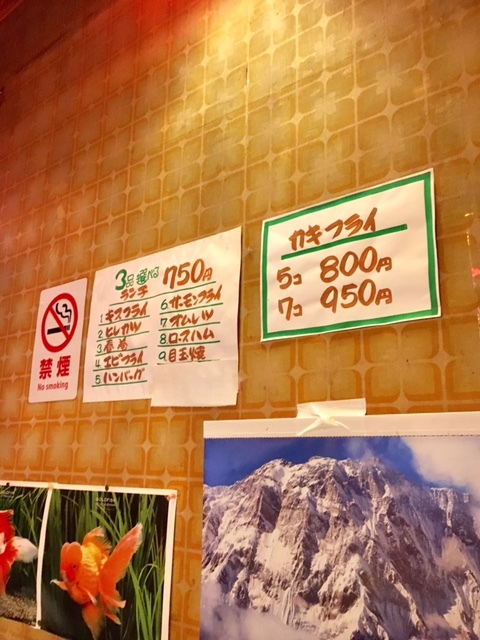 禁煙
No smoking
3品選べる
ランチ
750円
1 キスフライ
2 ヒレカツ
3 春巻
4 エビフライ
5 ハンバーグ
6 サーモンフライ
7 オムレツ
8 ロースハム
9 目玉焼
カキフライ
5コ 800円
7コ 950円